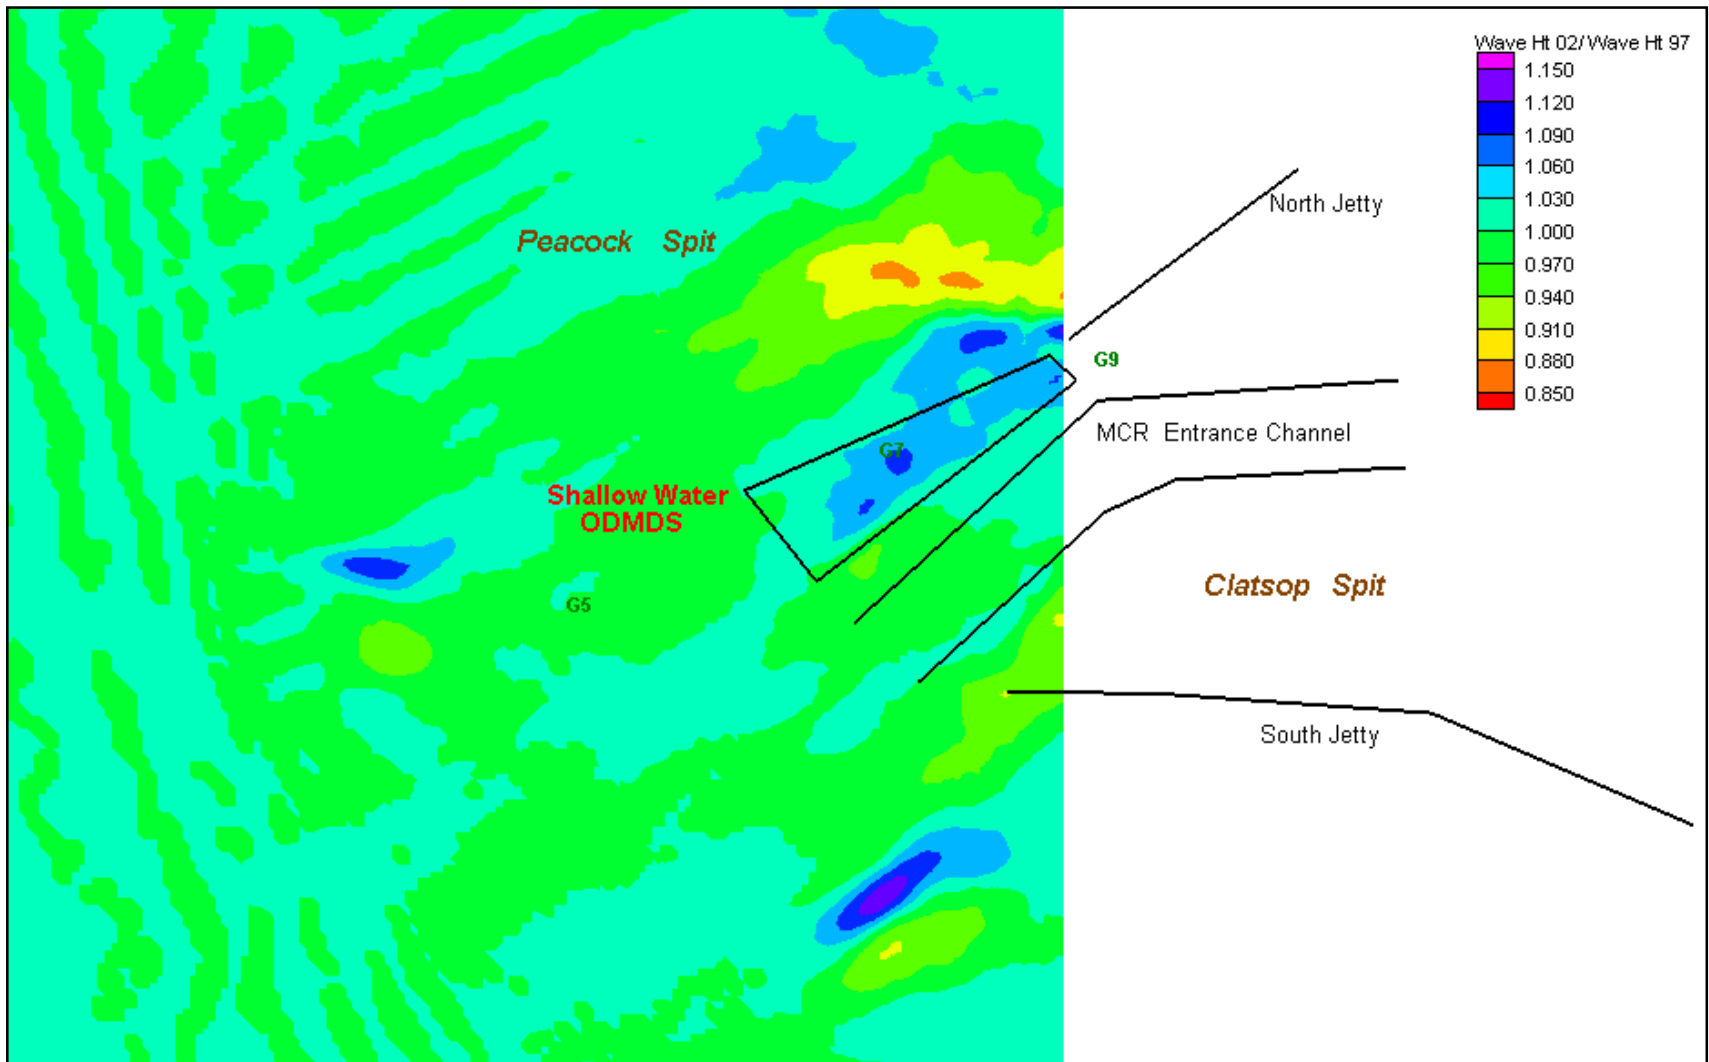 Wave Ht 02/Wave Ht 97
1.150
1.120
1.090
1.060
1.030
1.000
0.970
0.940
0.910
0.880
0.850
North Jetty
Peacock Spit
G9
MCR Entrance Channel
G7
Shallow Water
ODMDS
Clatsop Spit
G5
South Jetty